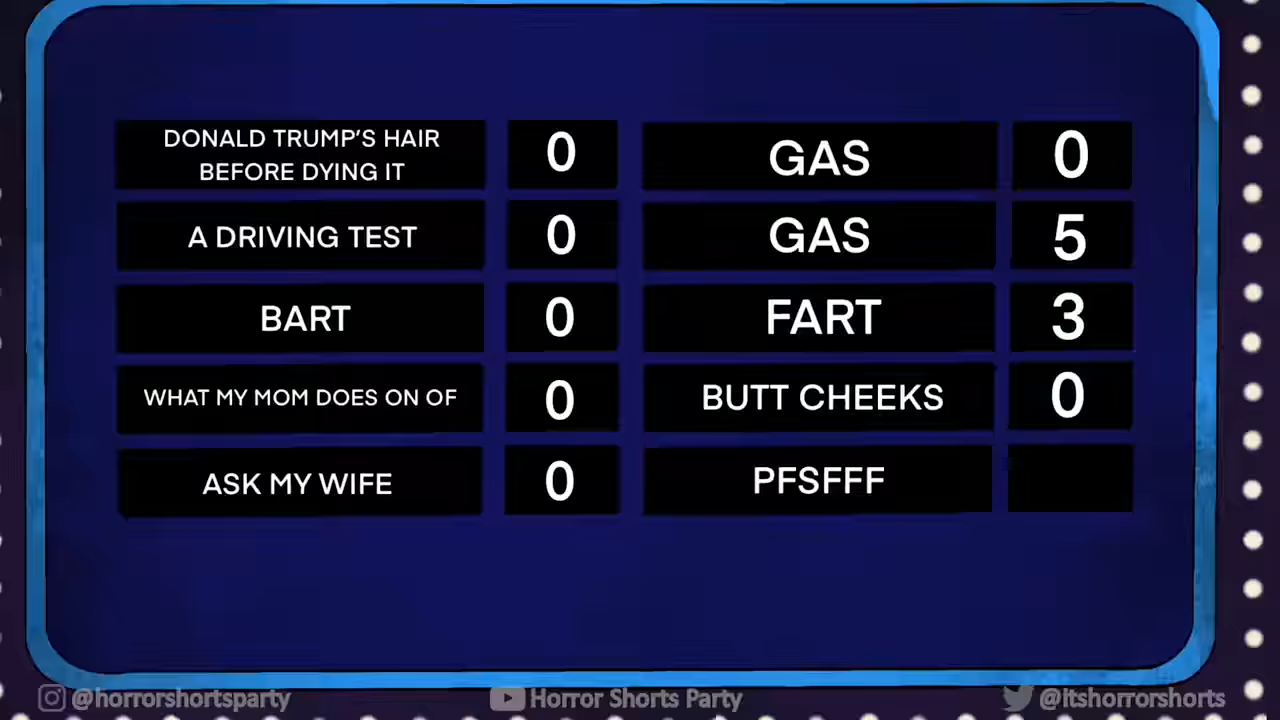 DONALD TRUMP'S HAIR
BEFORE DYING IT
0
GAS
0
A DRIVING TEST
0
GAS
5
BART
0
FART
3
WHAT MY MOM DOES ON OF
0
BUTT CHEEKS
0
ASK MY WIFE
0
PFSFFF
@horrorshortsparty
Horror Shorts Party
@itshorrorshorts